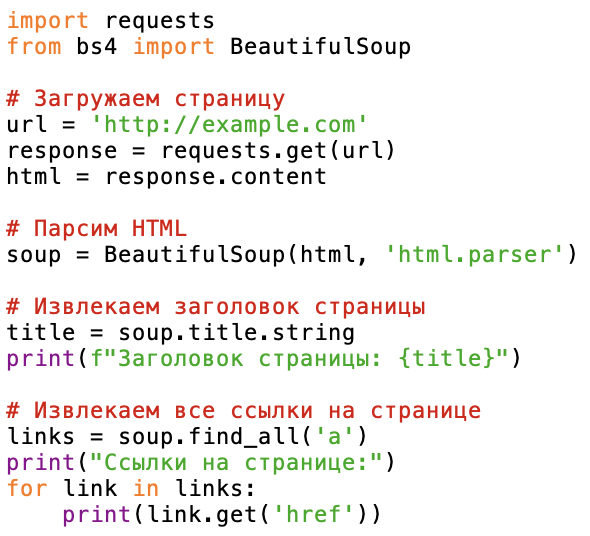 import requests
from bs4 import BeautifulSoup
# Загружаем страницу
url = 'http://example.com'
response = requests.get(url)
html = response.content
# Парсим HTML
soup = BeautifulSoup(html, 'html.parser')
# Извлекаем заголовок страницы
title = soup.title.string
print(f"Заголовок страницы: {title}")
# Извлекаем все ссылки на странице
links = soup.find_all('a')
print("Ссылки на странице:")
for link in links:
    print(link.get('href'))